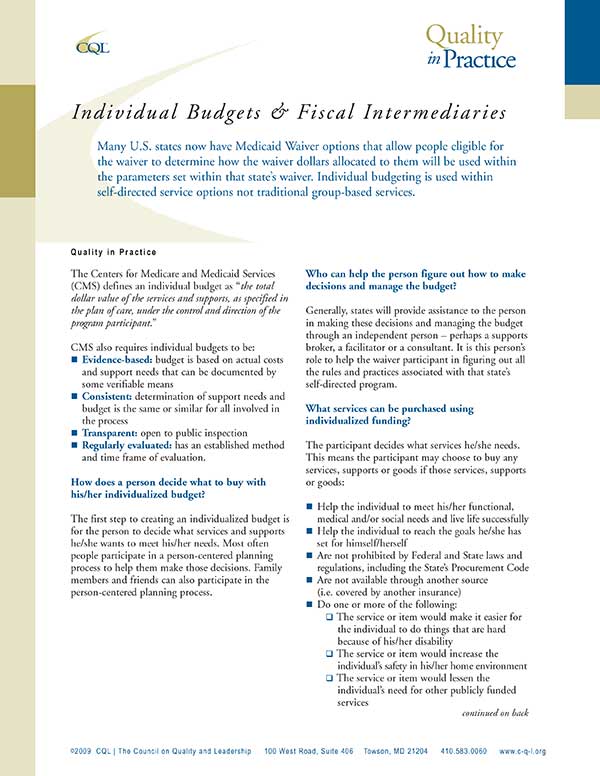 CQL
Quality
in Practice
Individual Budgets & Fiscal Intermediaries
Many U.S. states now have Medicaid Waiver options that allow people eligible for
the waiver to determine how the waiver dollars allocated to them will be used within
the parameters set within that state's waiver. Individual budgeting is used within
self-directed service options not traditional group-based services.
Quality in Practice
The Centers for Medicare and Medicaid Services
(CMS) defines an individual budget as "the total
dollar value of the services and supports, as specified in
the plan of care, under the control and direction of the
program participant."
CMS also requires individual budgets to be:
■ Evidence-based: budget is based on actual costs
and support needs that can be documented by
some verifiable means
■ Consistent: determination of support needs and
budget is the same or similar for all involved in
the process
■ Transparent: open to public inspection
■ Regularly evaluated: has an established method
and time frame of evaluation.
How does a person decide what to buy with
his/her individualized budget?
The first step to creating an individualized budget is
for the person to decide what services and supports
he/she wants to meet his/her needs. Most often
people participate in a person-centered planning
process to help them make those decisions. Family
members and friends can also participate in the
person-centered planning process.
Who can help the person figure out how to make
decisions and manage the budget?
Generally, states will provide assistance to the person
in making these decisions and managing the budget
through an independent person – perhaps a supports
broker, a facilitator or a consultant. It is this person's
role to help the waiver participant in figuring out all
the rules and practices associated with that state's
self-directed program.
What services can be purchased using
individualized funding?
The participant decides what services he/she needs.
This means the participant may choose to buy any
services, supports or goods if those services, supports
or goods:
■ Help the individual to meet his/her functional,
medical and/or social needs and live life successfully
■ Help the individual to reach the goals he/she has
set for himself/herself
■ Are not prohibited by Federal and State laws and
regulations, including the State's Procurement Code
■ Are not available through another source
(i.e. covered by another insurance)
■ Do one or more of the following:
❑ The service or item would make it easier for
the individual to do things that are hard
because of his/her disability
❑ The service or item would increase the
individual's safety in his/her home environment
❑ The service or item would lessen the
individual's need for other publicly funded
services
continued on back
©2009 CQL | The Council on Quality and Leadership 100 West Road, Suite 406 Towson, MD 21204 410.583.0060 www.c-q-l.org